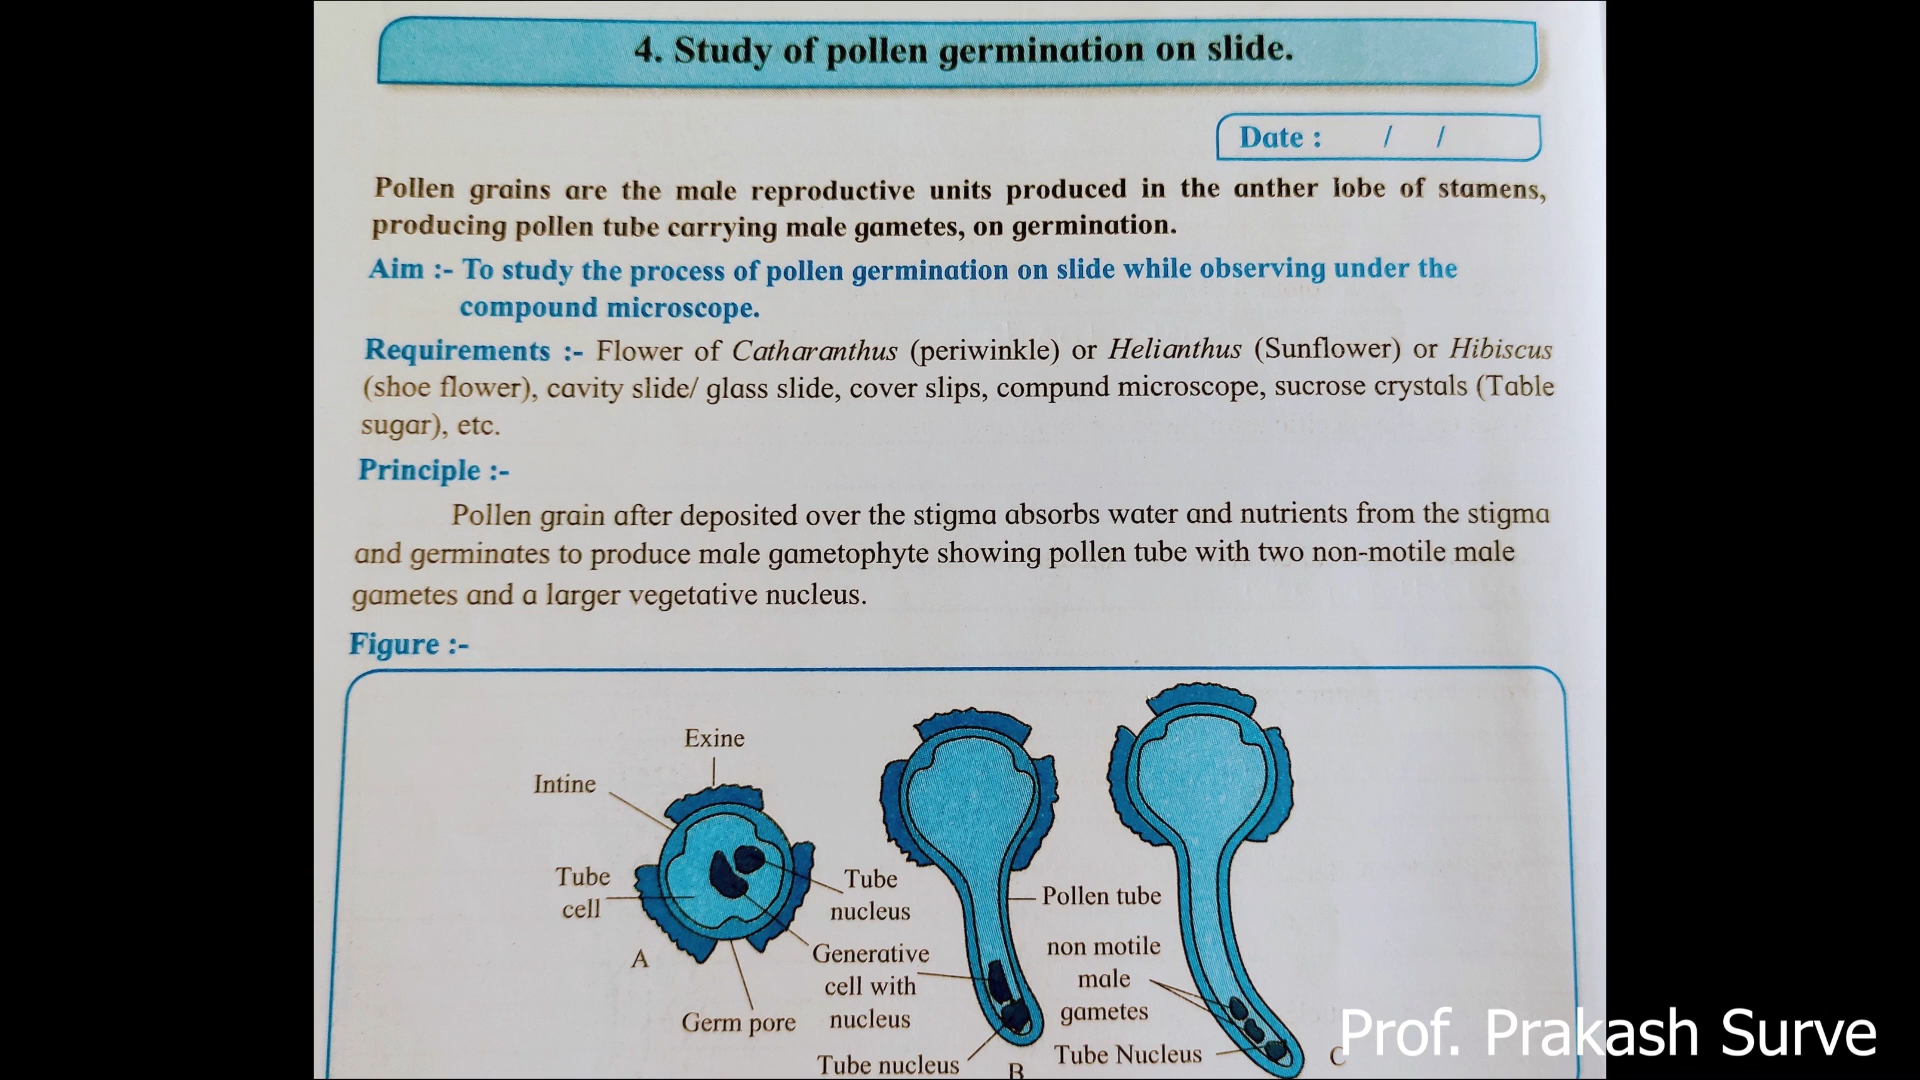 4. Study of pollen germination on slide.
Date : / /
Pollen grains are the male reproductive units produced in the anther lobe of stamens,
producing pollen tube carrying male gametes, on germination.
Aim :- To study the process of pollen germination on slide while observing under the
compound microscope.
Requirements :- Flower of Catharanthus (periwinkle) or Helianthus (Sunflower) or Hibiscus
(shoe flower), cavity slide/ glass slide, cover slips, compund microscope, sucrose crystals (Table
sugar), etc.
Principle :-
Pollen grain after deposited over the stigma absorbs water and nutrients from the stigma
and germinates to produce male gametophyte showing pollen tube with two non-motile male
gametes and a larger vegetative nucleus.
Figure :-
Exine
Intine
Tube
cell
A
Germ pore
Tube
nucleus
Generative
cell with
nucleus
Tube nucleus
B
Pollen tube
non motile
male
gametes
Tube Nucleus
C
Prof. Prakash Surve